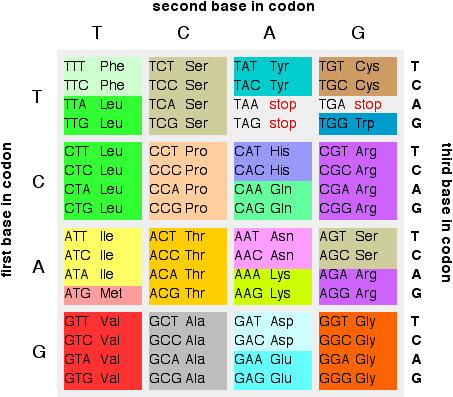 second base in codon
T C A G
TTT Phe TCT Ser TAT Tyr TGT Cys T
TTC Phe TCC Ser TAC Tyr TGC Cys C
T
TTA Leu TCA Ser TAA stop TGA stop A
TTG Leu TCG Ser TAG stop TGG Trp G
CTT Leu CCT Pro CAT His CGT Arg T
CTC Leu CCC Pro CAC His CGC Arg C
C
CTA Leu CCA Pro CAA Gln CGA Arg A
CTG Leu CCG Pro CAG Gln CGG Arg G
first base in codon
third base in codon
ATT Ile ACT Thr AAT Asn AGT Ser T
ATC Ile ACC Thr AAC Asn AGC Ser C
A
ATA Ile ACA Thr AAA Lys AGA Arg A
ATG Met ACG Thr AAG Lys AGG Arg G
GTT Val GCT Ala GAT Asp GGT Gly T
GTC Val GCC Ala GAC Asp GGC Gly C
G
GTA Val GCA Ala GAA Glu GGA Gly A
GTG Val GCG Ala GAG Glu GGG Gly G